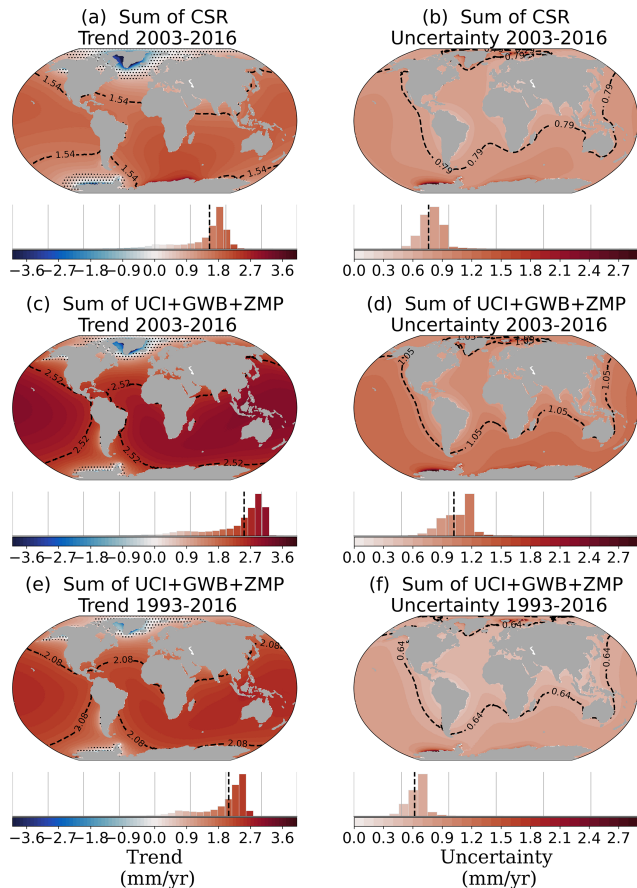 (a) Sum of CSR
Trend 2003-2016
(b) Sum of CSR
Uncertainty 2003-2016
1.54
1.54
1.54
1.54
0.79
0.79
0.79
0.79
0.79
−3.6 −2.7 −1.8 −0.9 0.0 0.9 1.8 2.7 3.6
0.0 0.3 0.6 0.9 1.2 1.5 1.8 2.1 2.4 2.7
(c) Sum of UCI+GWB+ZMP
Trend 2003-2016
(d) Sum of UCI+GWB+ZMP
Uncertainty 2003-2016
2.52
2.52
2.52
2.52
1.05
1.05
1.05
1.05
1.05
1.05
−3.6 −2.7 −1.8 −0.9 0.0 0.9 1.8 2.7 3.6
0.0 0.3 0.6 0.9 1.2 1.5 1.8 2.1 2.4 2.7
(e) Sum of UCI+GWB+ZMP
Trend 1993-2016
(f) Sum of UCI+GWB+ZMP
Uncertainty 1993-2016
2.08
2.08
2.08
2.08
2.08
0.64
0.64
0.64
0.64
0.64
−3.6 −2.7 −1.8 −0.9 0.0 0.9 1.8 2.7 3.6
0.0 0.3 0.6 0.9 1.2 1.5 1.8 2.1 2.4 2.7
Trend
(mm/yr)
Uncertainty
(mm/yr)